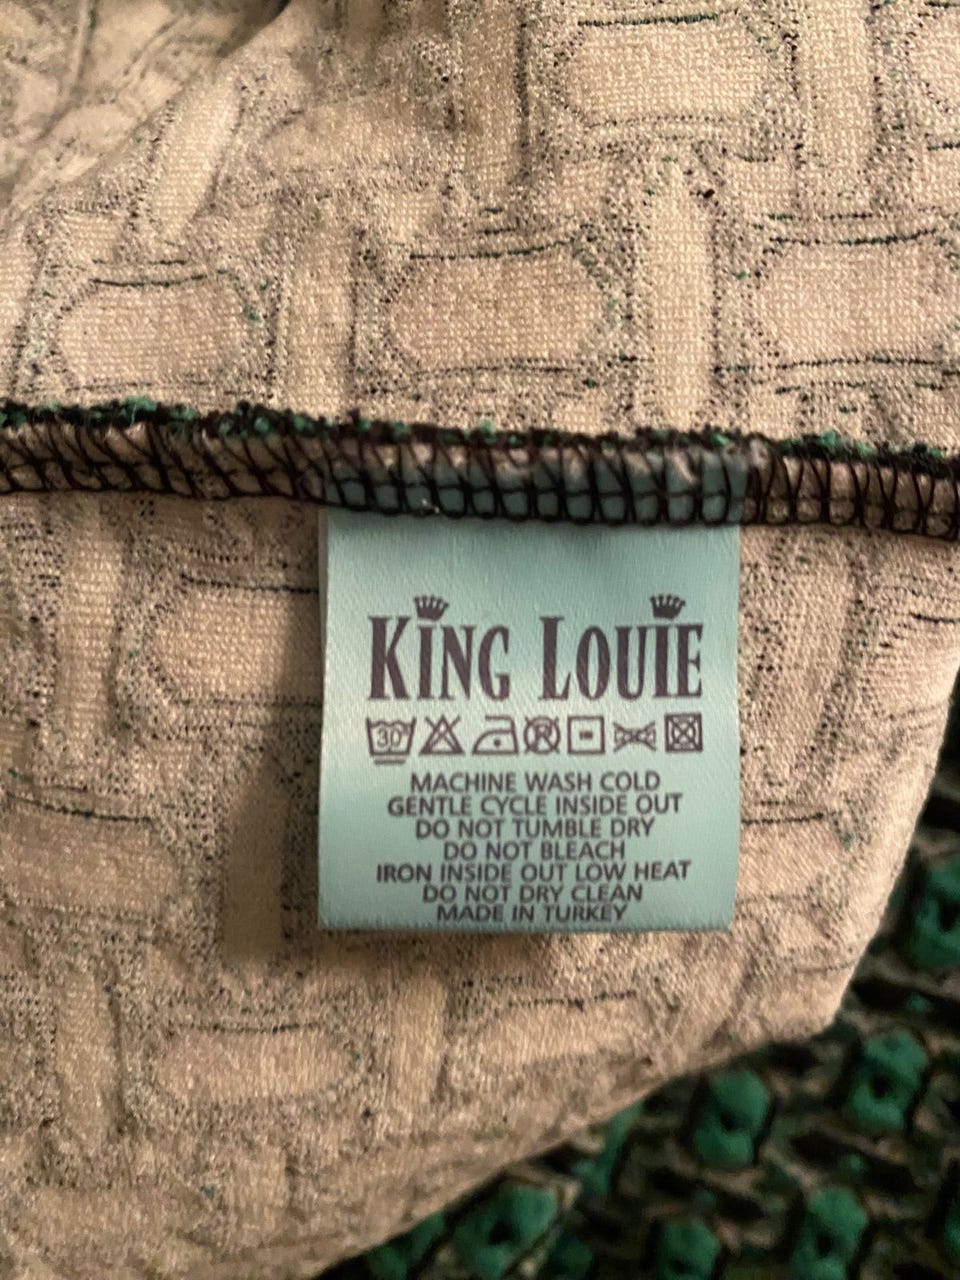 KING LOUIE
30° R
MACHINE WASH COLD
GENTLE CYCLE INSIDE OUT
DO NOT TUMBLE DRY
DO NOT BLEACH
IRON INSIDE OUT LOW HEAT
DO NOT DRY CLEAN
MADE IN TURKEY